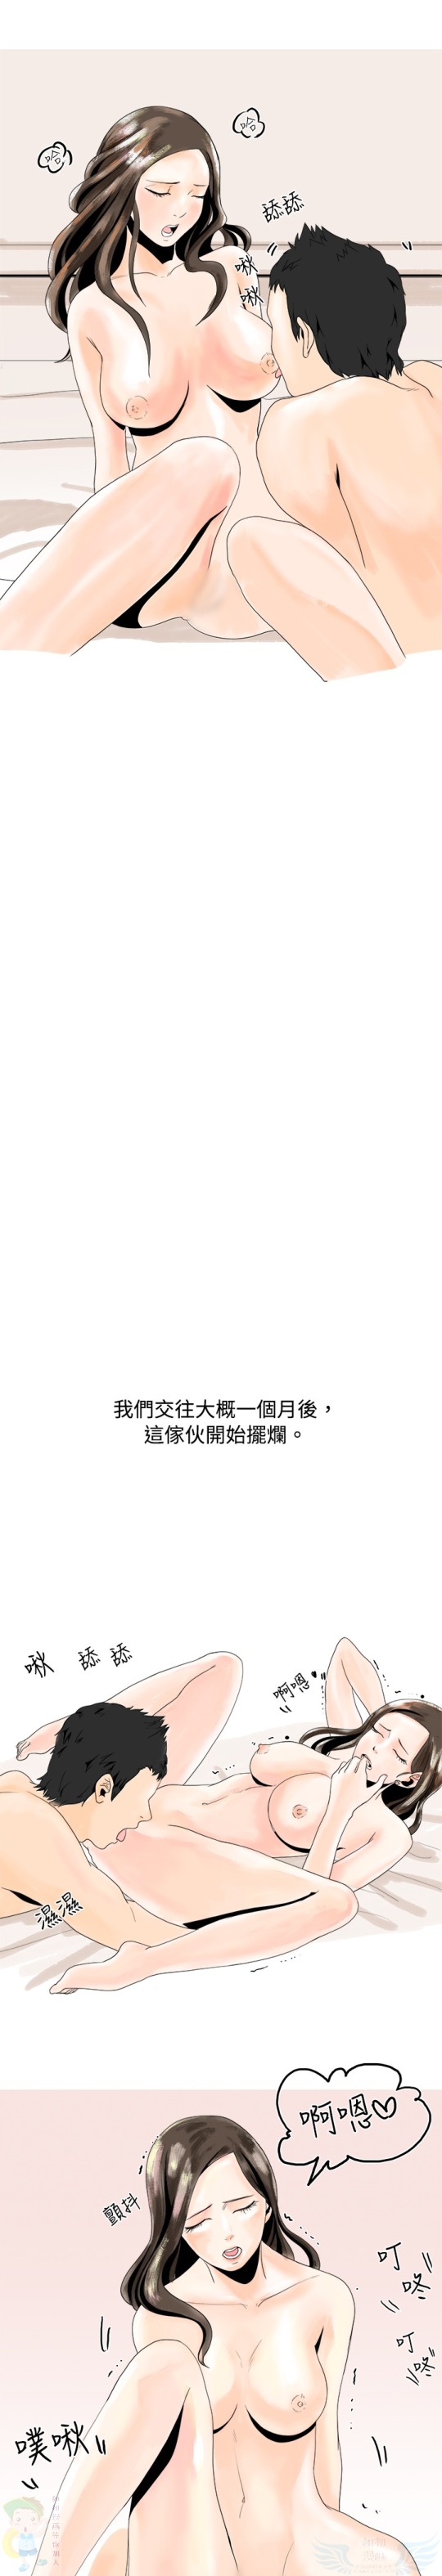 哈
哈
舔舔
啾
啾
我們交往大概一個月後，
這傢伙開始擺爛。
啾 舔 舔
啊嗯♥
濕濕
啊嗯♡
顫抖
叮
咚
叮
咚
噗啾